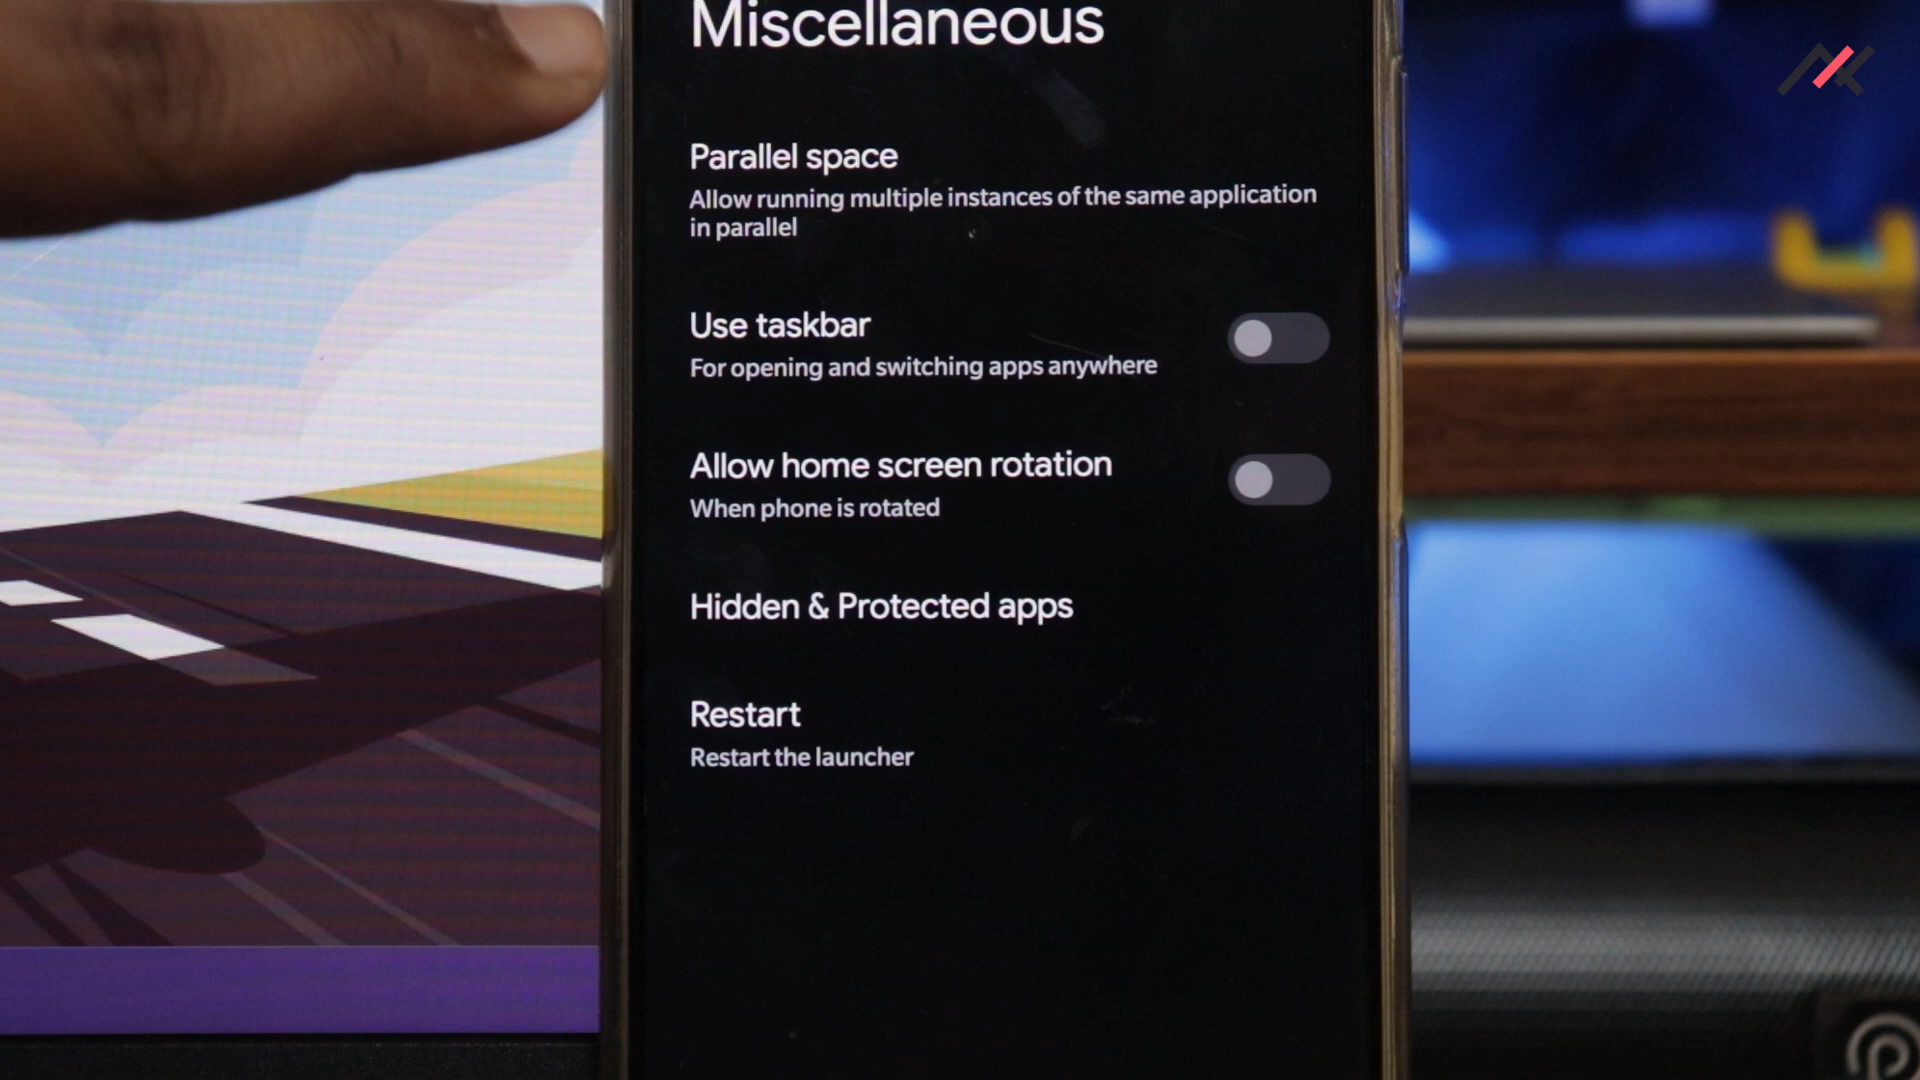 Miscellaneous
Parallel space
Allow running multiple instances of the same application
in parallel
Use taskbar
For opening and switching apps anywhere
Allow home screen rotation
When phone is rotated
Hidden & Protected apps
Restart
Restart the launcher